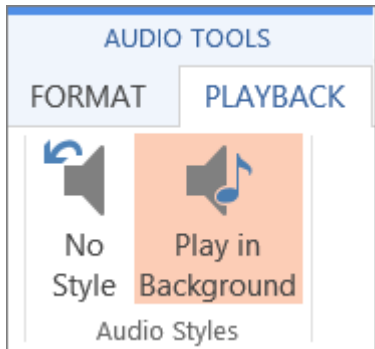 AUDIO TOOLS
FORMAT PLAYBACK
No Style
Play in Background
Audio Styles